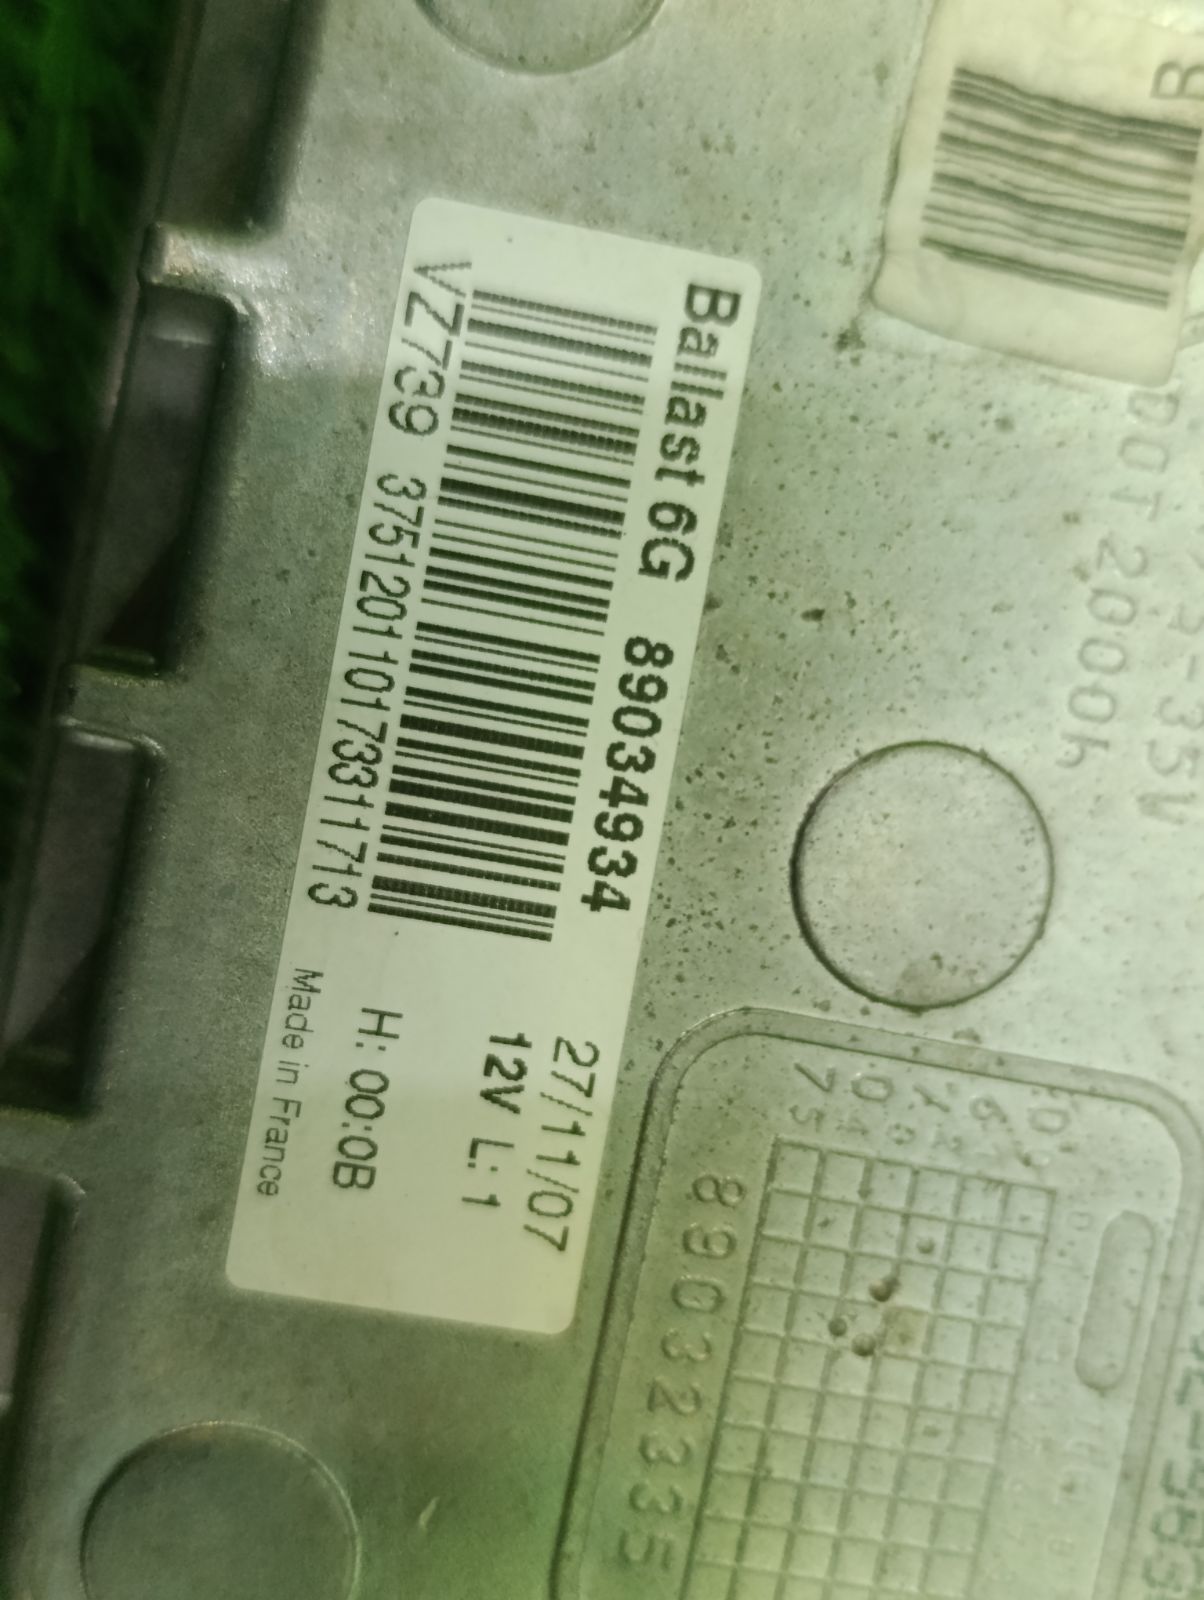 Ballast 6G 89034934
27/11/07
12V L: 1
VZ739 375120110173311713
H: 00:0B
Made in France
DOT 2000h
89032335